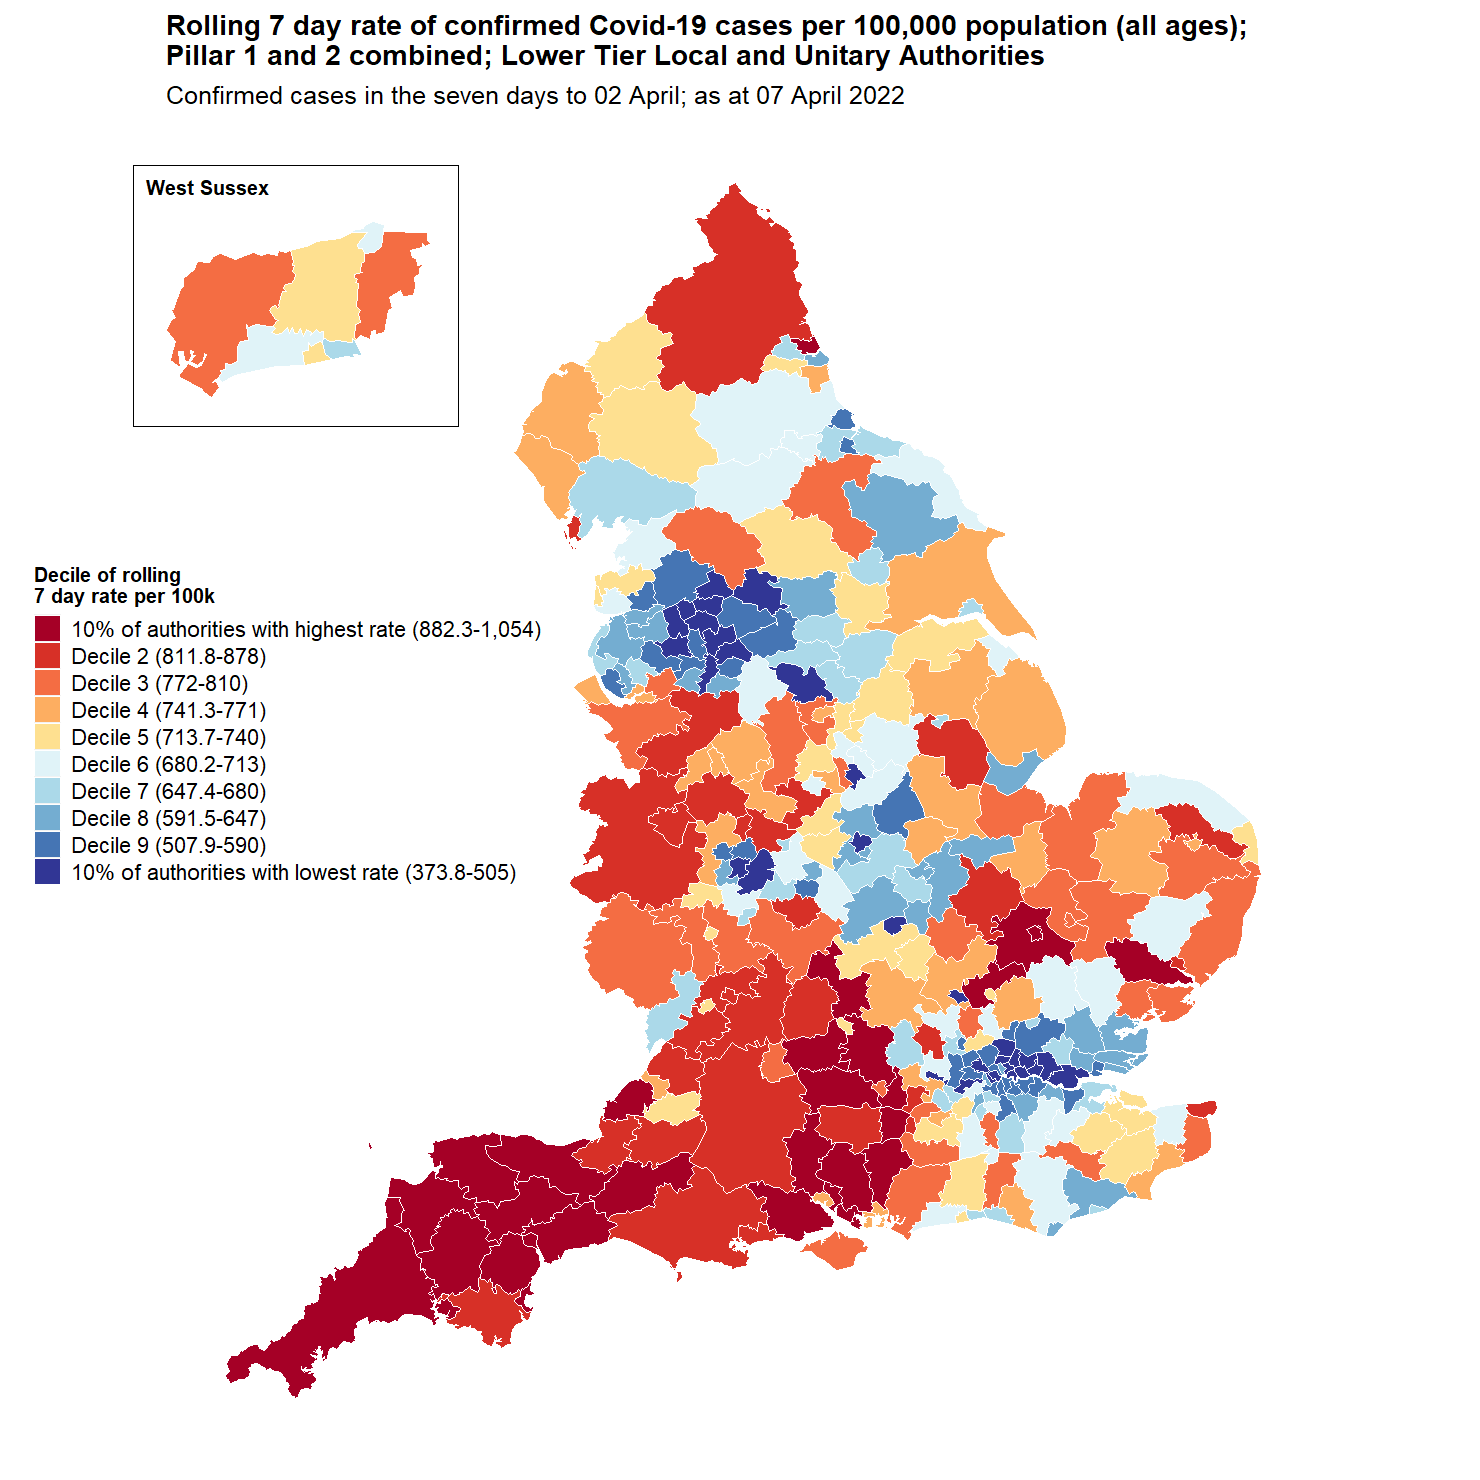 Rolling 7 day rate of confirmed Covid-19 cases per 100,000 population (all ages);
Pillar 1 and 2 combined; Lower Tier Local and Unitary Authorities
Confirmed cases in the seven days to 02 April; as at 07 April 2022
West Sussex
Decile of rolling
7 day rate per 100k
10% of authorities with highest rate (882.3-1,054)
Decile 2 (811.8-878)
Decile 3 (772-810)
Decile 4 (741.3-771)
Decile 5 (713.7-740)
Decile 6 (680.2-713)
Decile 7 (647.4-680)
Decile 8 (591.5-647)
Decile 9 (507.9-590)
10% of authorities with lowest rate (373.8-505)